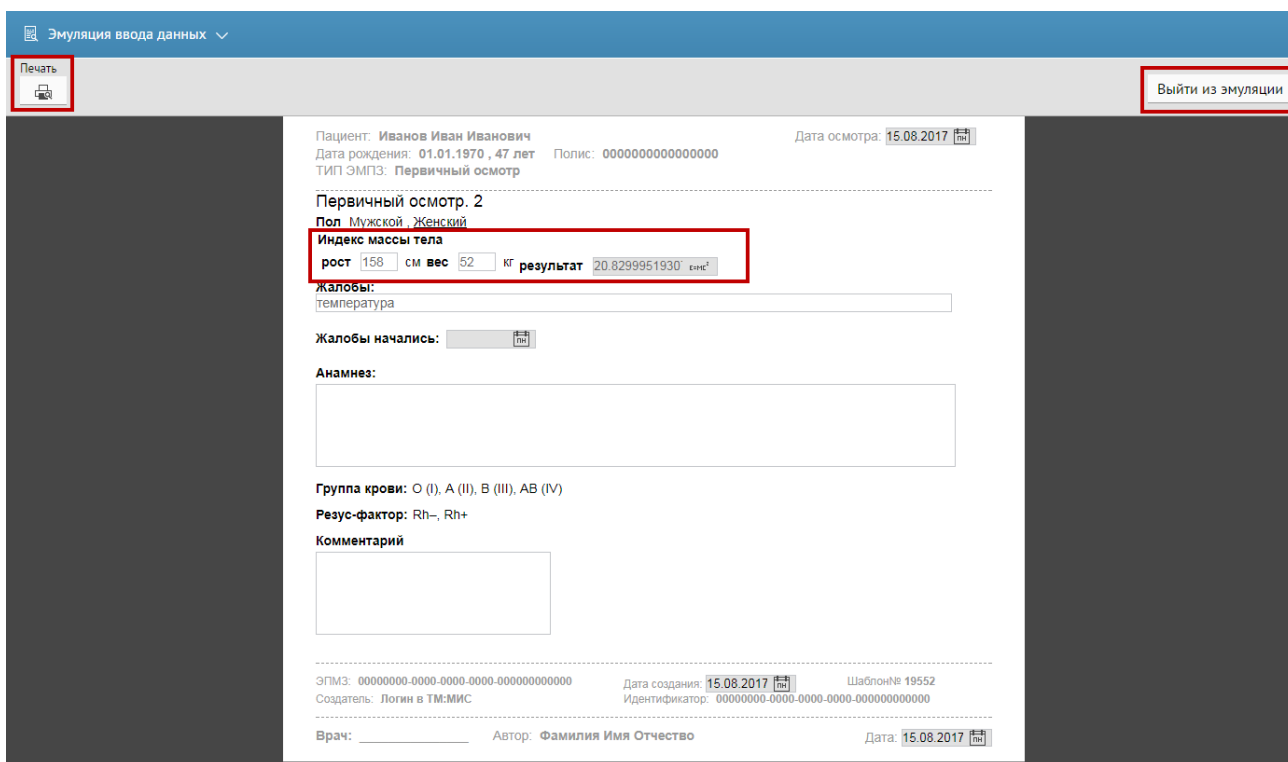 Эмуляция ввода данных
Печать
Выйти из эмуляции
Пациент: Иванов Иван Иванович Дата осмотра: 15.08.2017 пн
Дата рождения: 01.01.1970 , 47 лет Полис: 0000000000000000
ТИП ЭМПЗ: Первичный осмотр
Первичный осмотр. 2
Пол Мужской , Женский
Индекс массы тела
рост 158 см вес 52 кг результат 20.8299951930 E=MC²
Жалобы:
температура
Жалобы начались: пн
Анамнез:
Группа крови: O (I), A (II), B (III), AB (IV)
Резус-фактор: Rh–, Rh+
Комментарий
ЭПМЗ: 00000000-0000-0000-0000-000000000000 Дата создания: 15.08.2017 пн Шаблон№ 19552
Создатель: Логин в ТМ:МИС Идентификатор: 00000000-0000-0000-0000-000000000000
Врач: Автор: Фамилия Имя Отчество Дата: 15.08.2017 пн